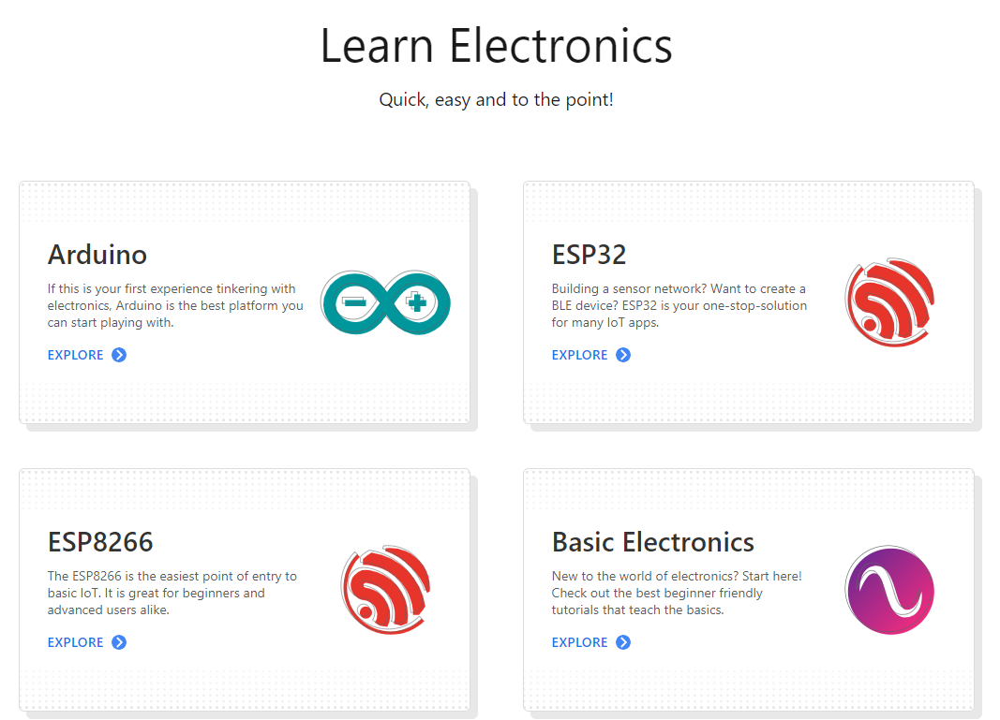 Learn Electronics
Quick, easy and to the point!
Arduino
If this is your first experience tinkering with
electronics, Arduino is the best platform you
can start playing with.
EXPLORE
ESP32
Building a sensor network? Want to create a
BLE device? ESP32 is your one-stop-solution
for many IoT apps.
EXPLORE
ESP8266
The ESP8266 is the easiest point of entry to
basic IoT. It is great for beginners and
advanced users alike.
EXPLORE
Basic Electronics
New to the world of electronics? Start here!
Check out the best beginner friendly
tutorials that teach the basics.
EXPLORE